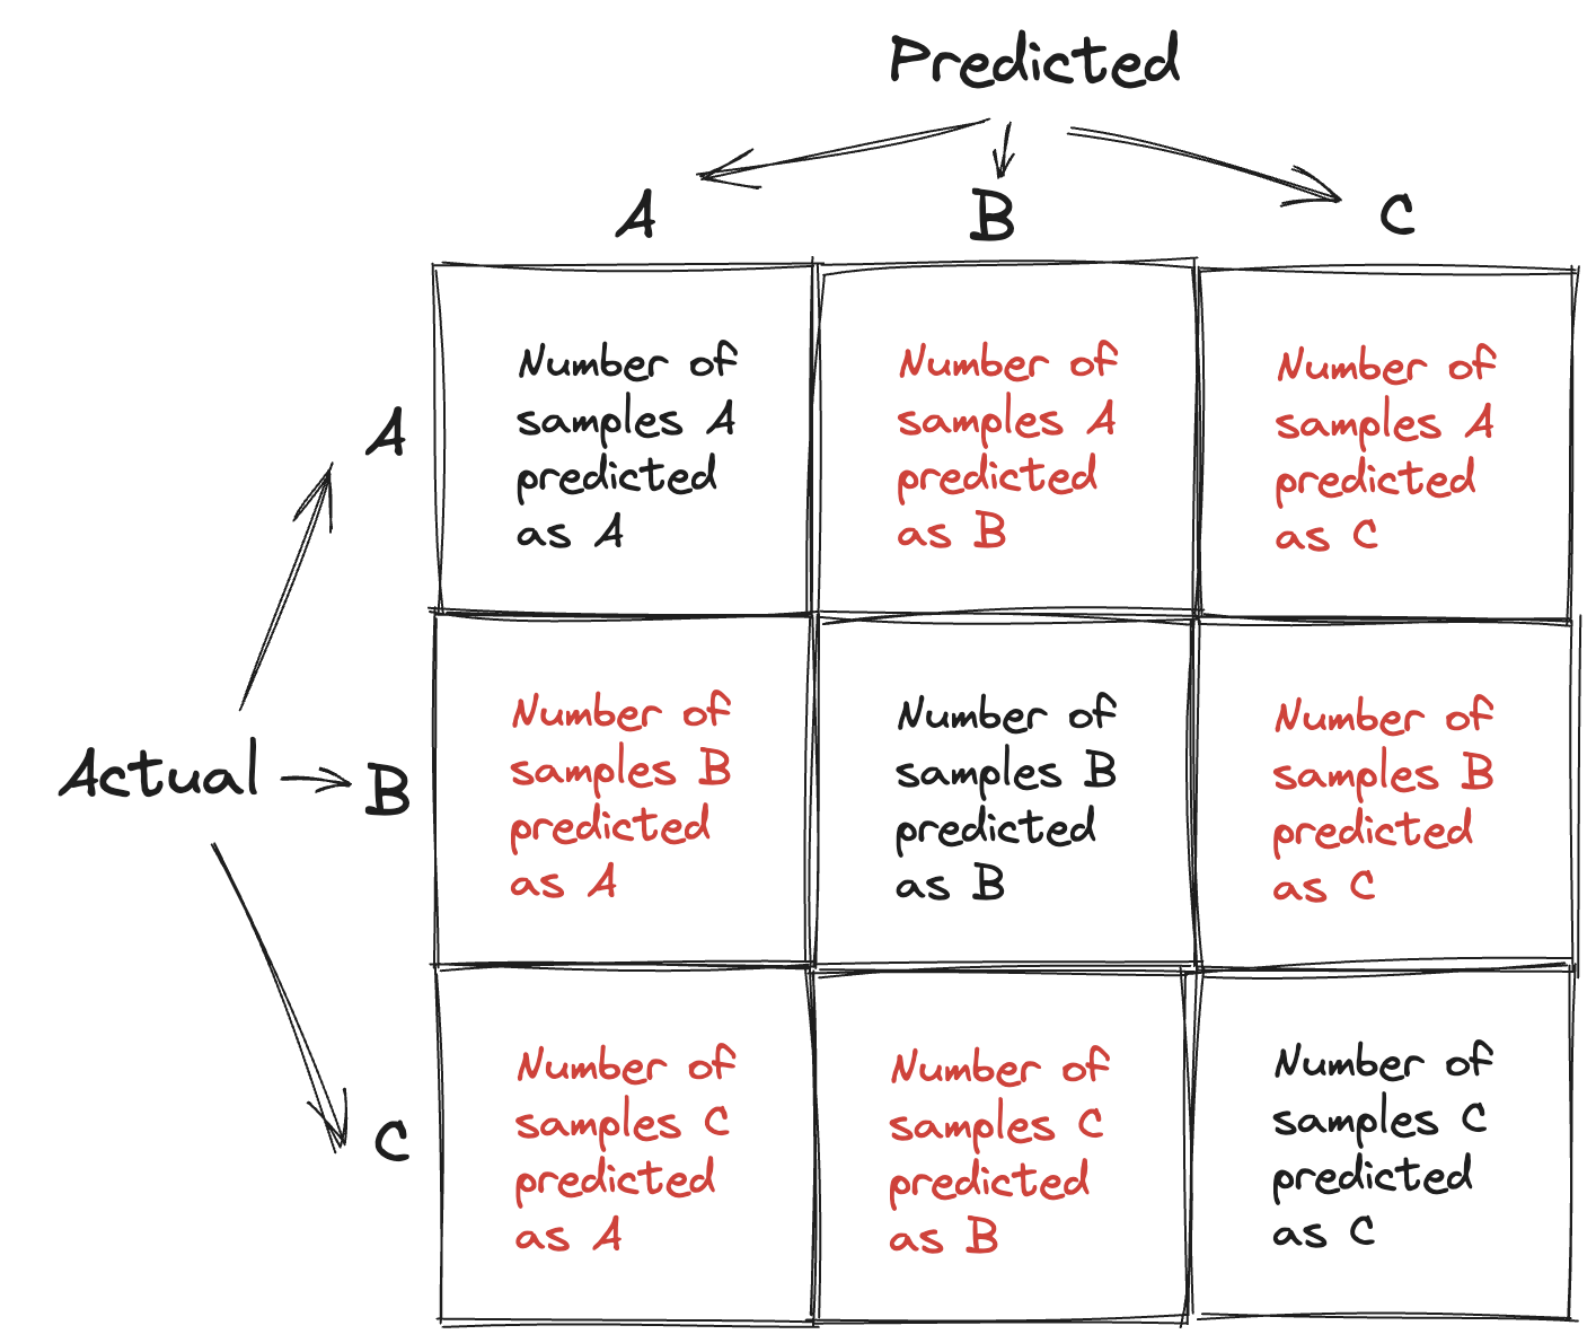 Predicted
A B C
A
Number of
samples A
predicted
as A
Number of
samples A
predicted
as B
Number of
samples A
predicted
as C
Actual
B
Number of
samples B
predicted
as A
Number of
samples B
predicted
as B
Number of
samples B
predicted
as C
C
Number of
samples C
predicted
as A
Number of
samples C
predicted
as B
Number of
samples C
predicted
as C